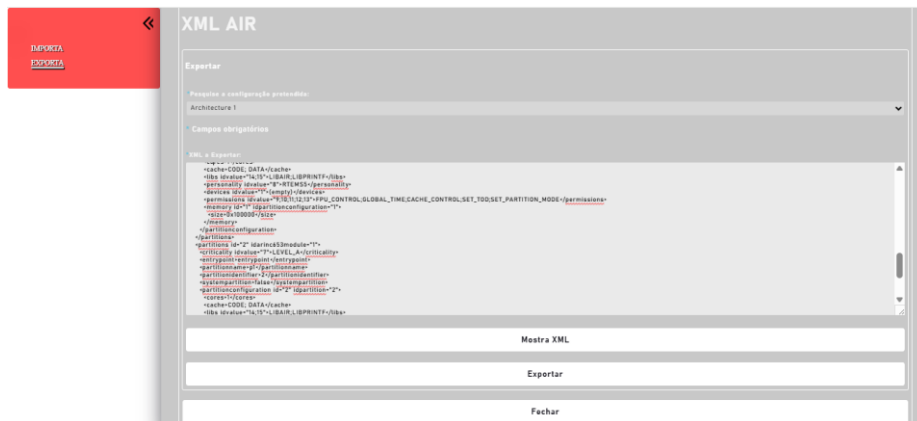 XML AIR
IMPORTA
EXPORTA
Exportar
*Pesquise a configuração pretendida:
Architecture 1
* Campos obrigatórios
*XML a Exportar:
<cache>CODE; DATA</cache>
<libs idvalue="14;15">LIBAIR;LIBPRINTF</libs>
<personality idvalue="8">RTEMS5</personality>
<devices idvalue="1">(empty)</devices>
<permissions idvalue="9;10;11;12;13">FPU_CONTROL;GLOBAL_TIME;CACHE_CONTROL;SET_TOD;SET_PARTITION_MODE</permissions>
<memory id="1" idpartitionconfiguration="1">
<size>0x100000</size>
</memory>
</partitionconfiguration>
</partitions>
<partitions id="2" idarinc653module="1">
<criticality idvalue="7">LEVEL_A</criticality>
<entrypoint>entrypoint</entrypoint>
<partitionname>p1</partitionname>
<partitionidentifier>2</partitionidentifier>
<systempartition>false</systempartition>
<partitionconfiguration id="2" idpartition="2">
<cores>1</cores>
<cache>CODE; DATA</cache>
<libs idvalue="14;15">LIBAIR;LIBPRINTF</libs>
Mostra XML
Exportar
Fechar